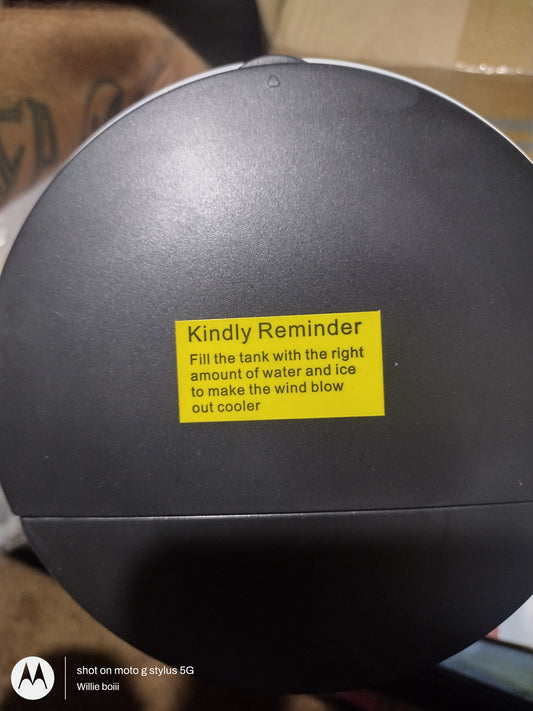 Kindly Reminder
Fill the tank with the right
amount of water and ice
to make the wind blow
out cooler
shot on moto g stylus 5G
Willie boiii